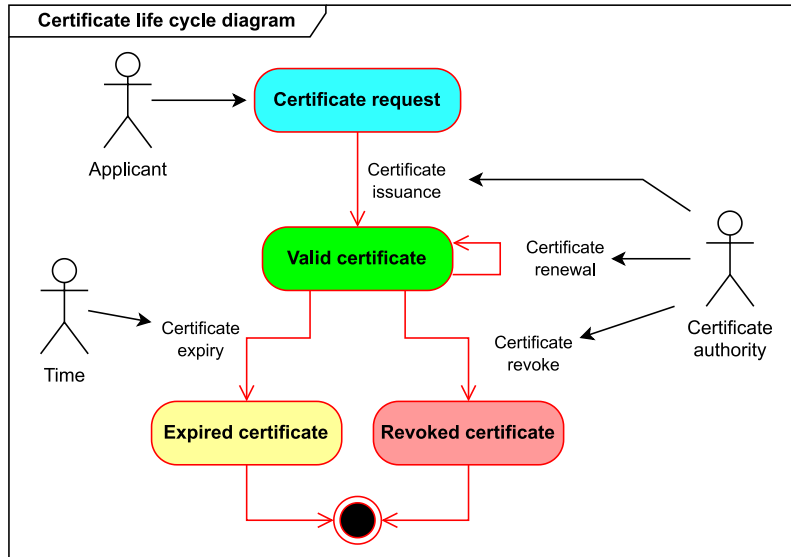 Certificate life cycle diagram
Certificate request
Applicant
Certificate
issuance
Valid certificate
Certificate
renewal
Certificate
authority
Certificate
expiry
Certificate
revoke
Time
Expired certificate
Revoked certificate